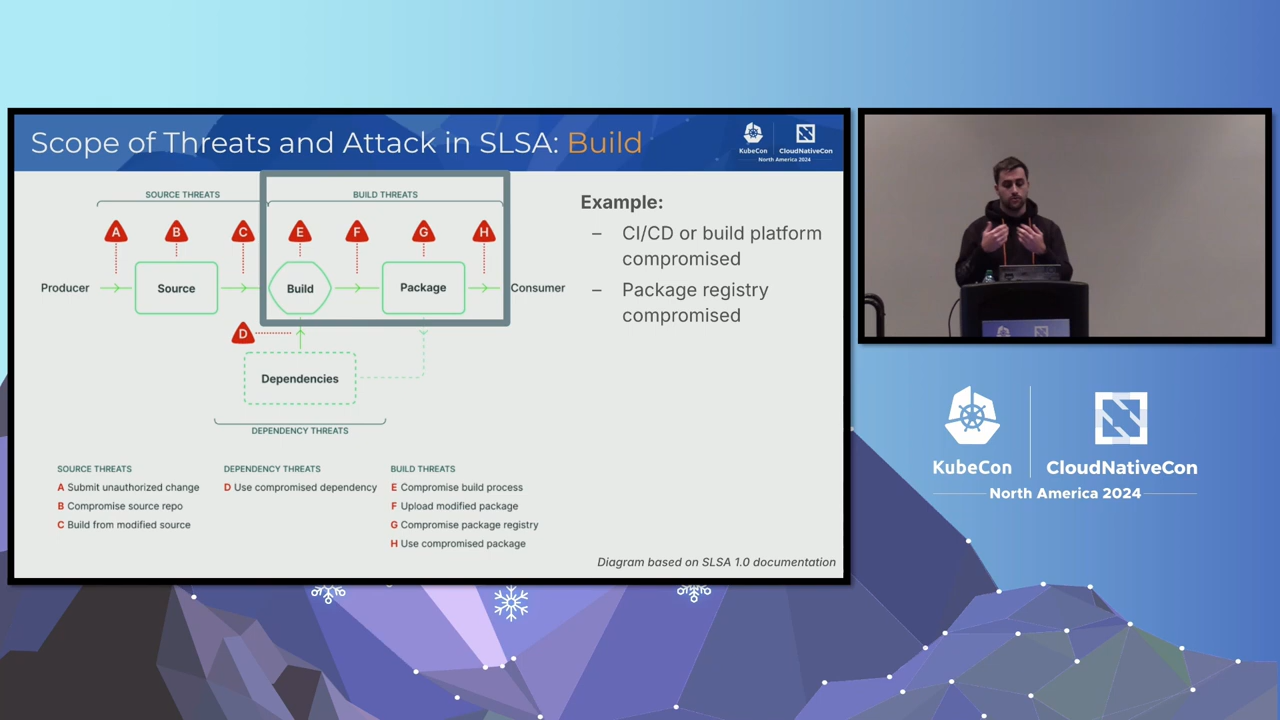 Scope of Threats and Attack in SLSA: Build
KubeCon
CloudNativeCon
North America 2024
SOURCE THREATS
BUILD THREATS
A
B
C
E
F
G
H
Producer
Source
Build
Package
Consumer
D
Dependencies
DEPENDENCY THREATS
Example:
– CI/CD or build platform
compromised
– Package registry
compromised
SOURCE THREATS
A Submit unauthorized change
B Compromise source repo
C Build from modified source
DEPENDENCY THREATS
D Use compromised dependency
BUILD THREATS
E Compromise build process
F Upload modified package
G Compromise package registry
H Use compromised package
Diagram based on SLSA 1.0 documentation
KubeCon
CloudNativeCon
North America 2024